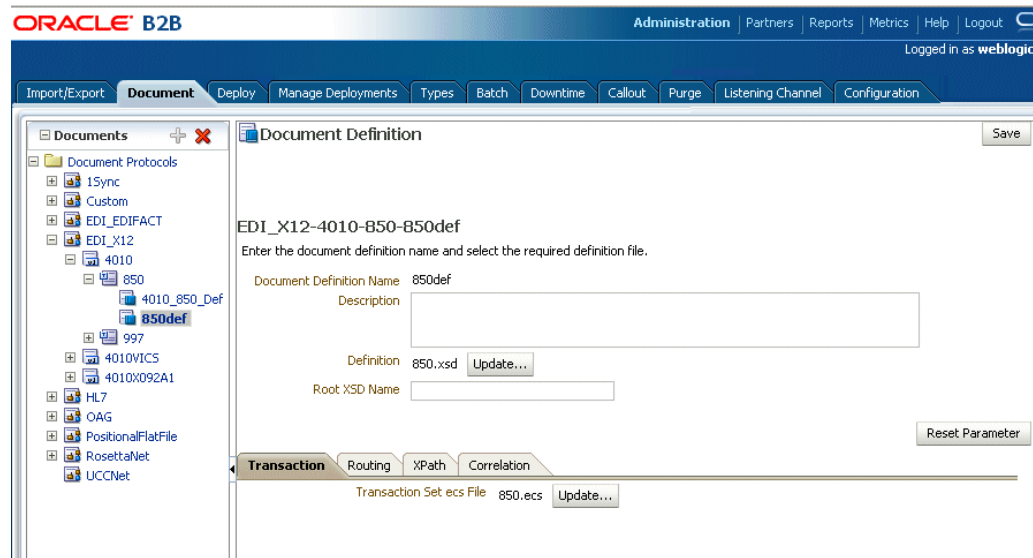 ORACLE B2B
Administration | Partners | Reports | Metrics | Help | Logout
Logged in as weblogic
Import/Export Document Deploy Manage Deployments Types Batch Downtime Callout Purge Listening Channel Configuration
Documents
Document Protocols
1Sync
Custom
EDI_EDIFACT
EDI_X12
4010
850
4010_850_Def
850def
997
4010VICS
4010X092A1
HL7
OAG
PositionalFlatFile
RosettaNet
UCCNet
Document Definition
Save
EDI_X12-4010-850-850def
Enter the document definition name and select the required definition file.
Document Definition Name 850def
Description
Definition 850.xsd Update...
Root XSD Name
Reset Parameter
Transaction Routing XPath Correlation
Transaction Set ecs File 850.ecs Update...